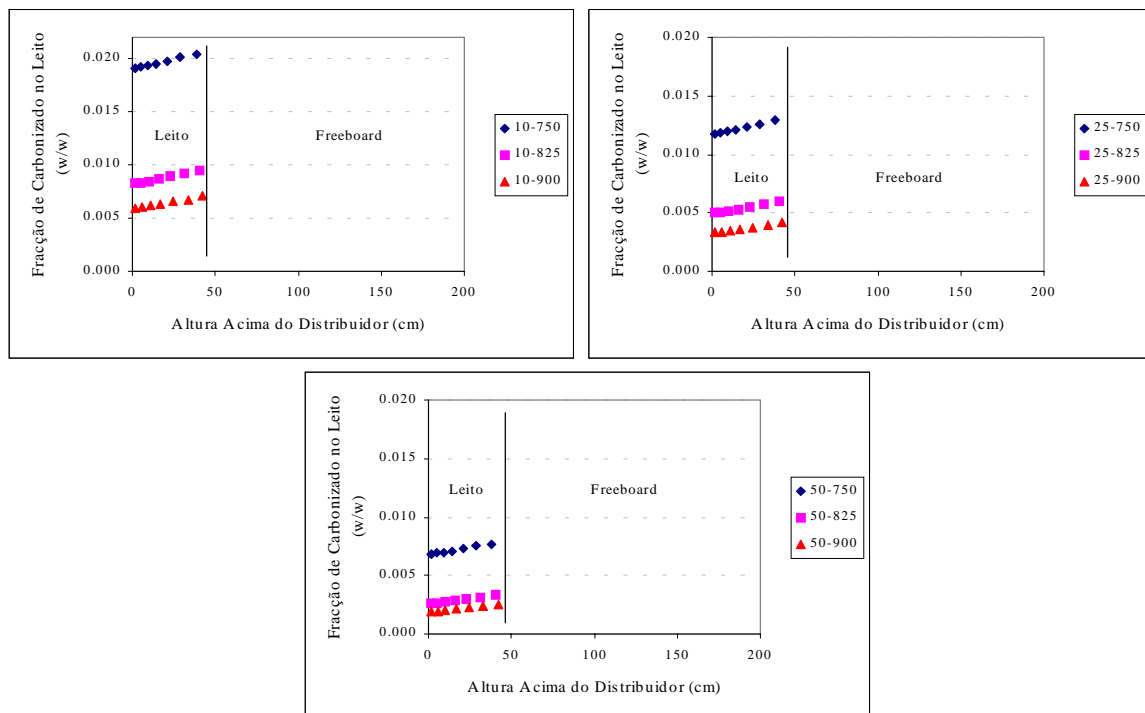 Fracção de Carbonizado no Leito
(w/w)
0.020
0.015
0.010
0.005
0.000
Leito
Freeboard
0
50
100
150
200
Altura Acima do Distribuidor (cm)
10-750
10-825
10-900
Fracção de Carbonizado no Leito
(w/w)
0.020
0.015
0.010
0.005
0.000
Leito
Freeboard
0
50
100
150
200
Altura Acima do Distribuidor (cm)
25-750
25-825
25-900
Fracção de Carbonizado no Leito
(w/w)
0.020
0.015
0.010
0.005
0.000
Leito
Freeboard
0
50
100
150
200
Altura Acima do Distribuidor (cm)
50-750
50-825
50-900